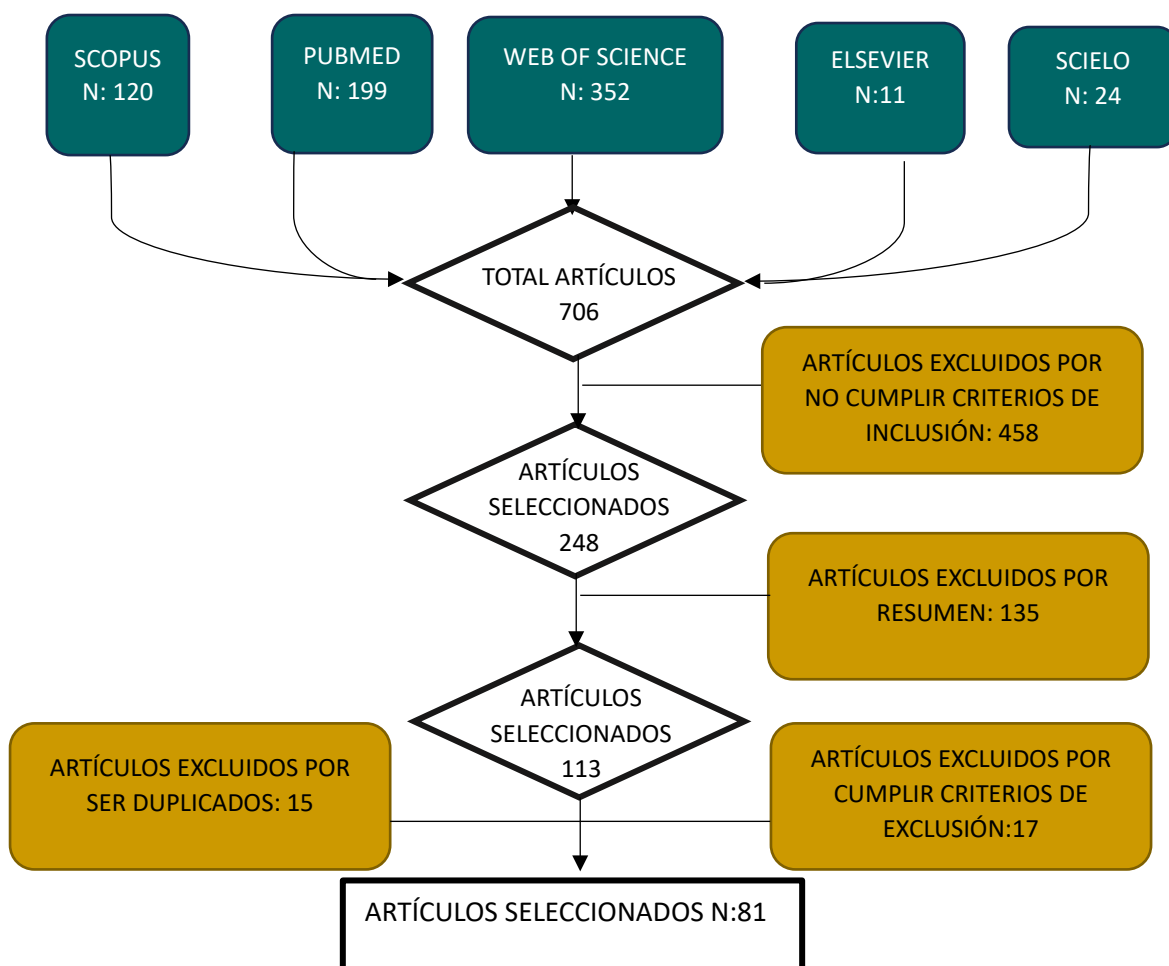 SCOPUS
N: 120
PUBMED
N: 199
WEB OF SCIENCE
N: 352
ELSEVIER
N:11
SCIELO
N: 24
TOTAL ARTÍCULOS
706
ARTÍCULOS EXCLUIDOS POR
NO CUMPLIR CRITERIOS DE
INCLUSIÓN: 458
ARTÍCULOS
SELECCIONADOS
248
ARTÍCULOS EXCLUIDOS POR
RESUMEN: 135
ARTÍCULOS
SELECCIONADOS
113
ARTÍCULOS EXCLUIDOS POR
SER DUPLICADOS: 15
ARTÍCULOS EXCLUIDOS POR
CUMPLIR CRITERIOS DE
EXCLUSIÓN:17
ARTÍCULOS SELECCIONADOS N:81